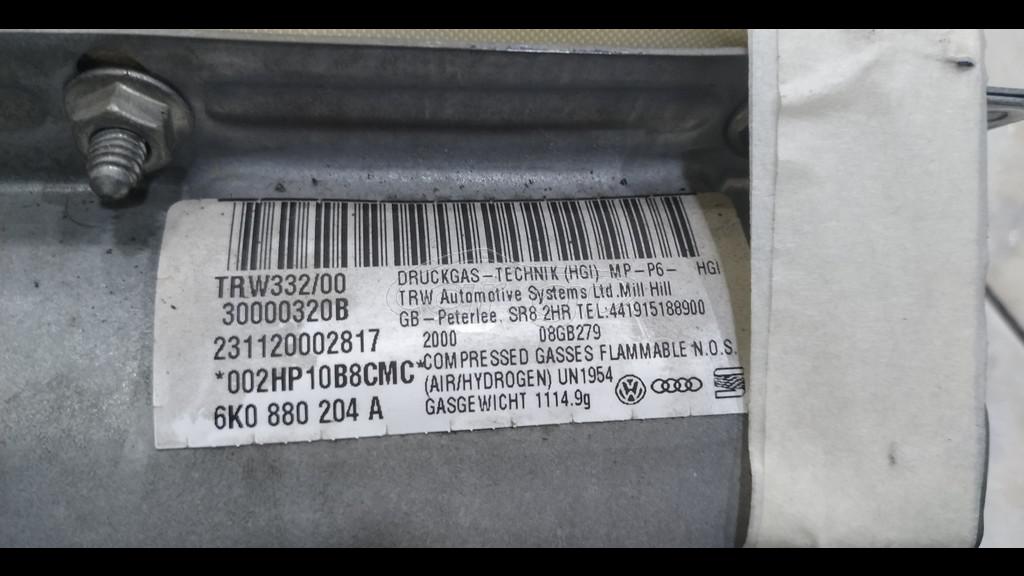 TRW332/00
30000320B
231120002817
*002HP10B8CMC*
6K0 880 204 A
DRUCKGAS-TECHNIK (HGI) MP-P6- HGI
TRW Automotive Systems Ltd. Mill Hill
GB-Peterlee. SR8 2HR TEL:441915188900
2000 08GB279
COMPRESSED GASSES FLAMMABLE N.O.S.
(AIR/HYDROGEN) UN1954
GASGEWICHT 1114.9g